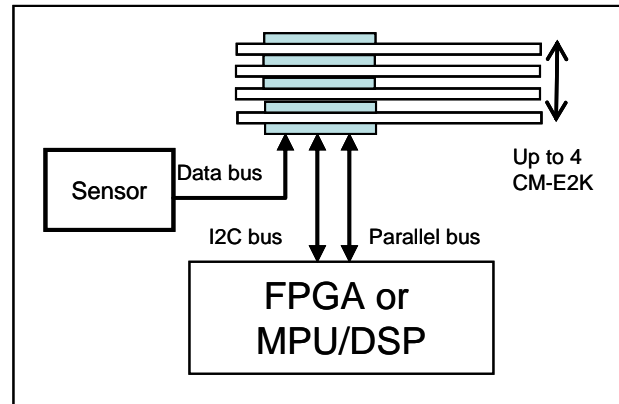 Up to 4
CM-E2K
Data bus
Sensor
I2C bus
Parallel bus
FPGA or
MPU/DSP